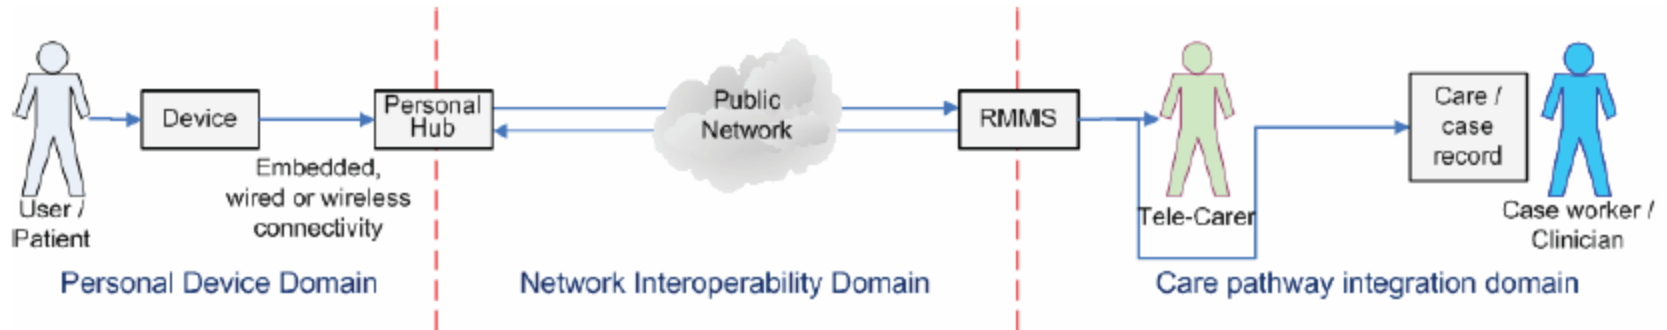 User /
Patient
Device
Embedded,
wired or wireless
connectivity
Personal
Hub
Public
Network
RMMS
Tele-Carer
Care /
case
record
Case worker /
Clinician
Personal Device Domain
Network Interoperability Domain
Care pathway integration domain